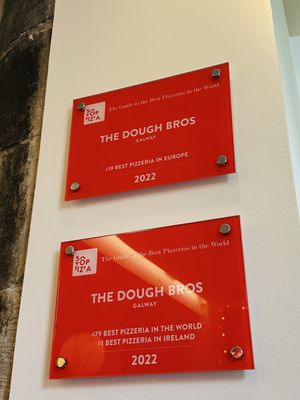 50
TOP
PIZZA
The Guide to the Best Pizzerias in the World
THE DOUGH BROS
GALWAY
#19 BEST PIZZERIA IN EUROPE
2022
50
TOP
PIZZA
The Guide to the Best Pizzerias in the World
THE DOUGH BROS
GALWAY
#79 BEST PIZZERIA IN THE WORLD
#1 BEST PIZZERIA IN IRELAND
2022